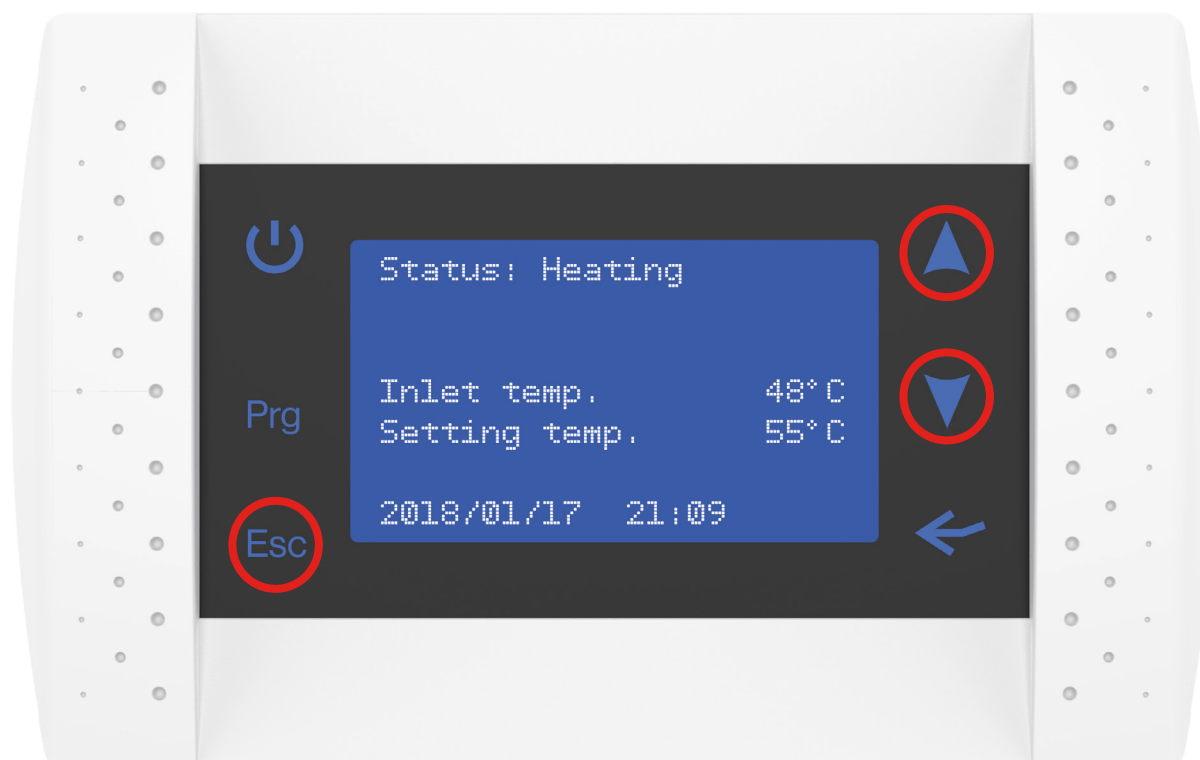 Status: Heating
Inlet temp. 48°C
Setting temp. 55°C
2018/01/17 21:09
Prg
Esc